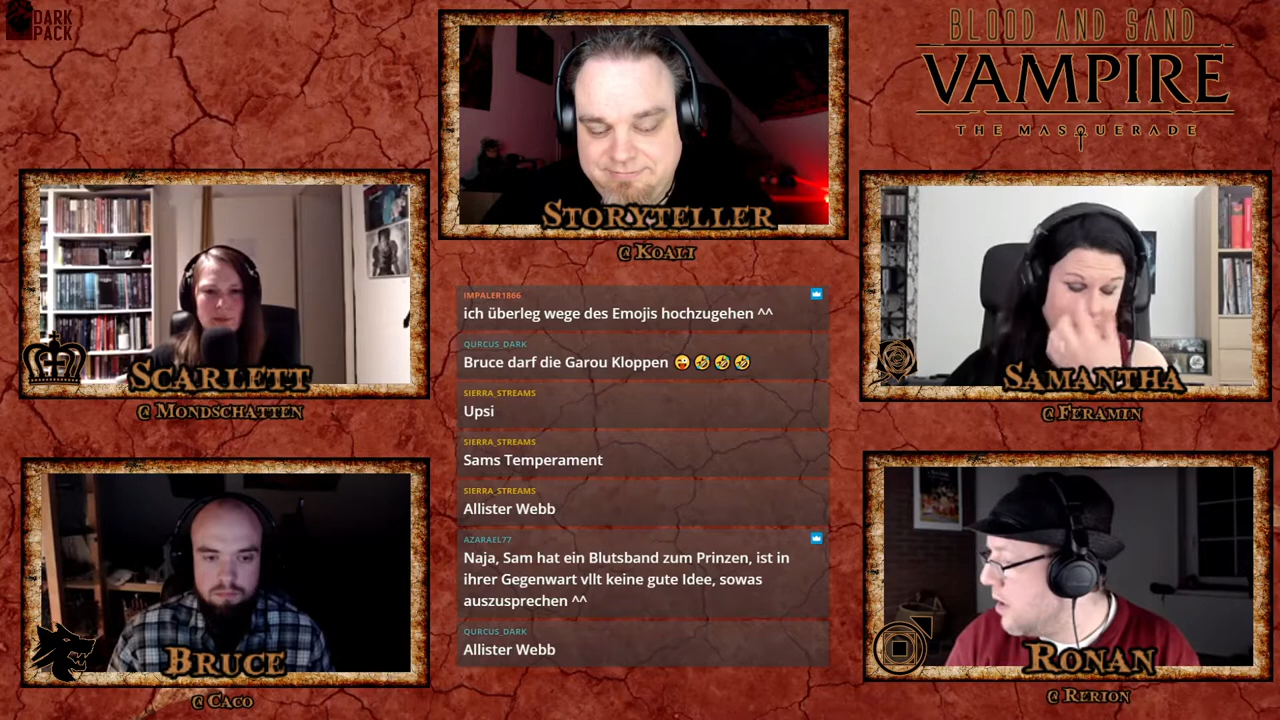 DARK
PACK
BLOOD AND SAND
VAMPIRE
THE MASQUERADE
STORYTELLER
@ KOALI
SCARLETT
@ MONDSCHATTEN
SAMANTHA
@ FERAMIN
IMPALER1866
ich überleg wege des Emojis hochzugehen ^^
QURCUS_DARK
Bruce darf die Garou Kloppen 😜 🤣 🤣 🤣
SIERRA_STREAMS
Upsi
SIERRA_STREAMS
Sams Temperament
SIERRA_STREAMS
Allister Webb
AZARAEL77
Naja, Sam hat ein Blutsband zum Prinzen, ist in
ihrer Gegenwart vllt keine gute Idee, sowas
auszusprechen ^^
QURCUS_DARK
Allister Webb
BRUCE
@ CACO
RONAN
@ RERION